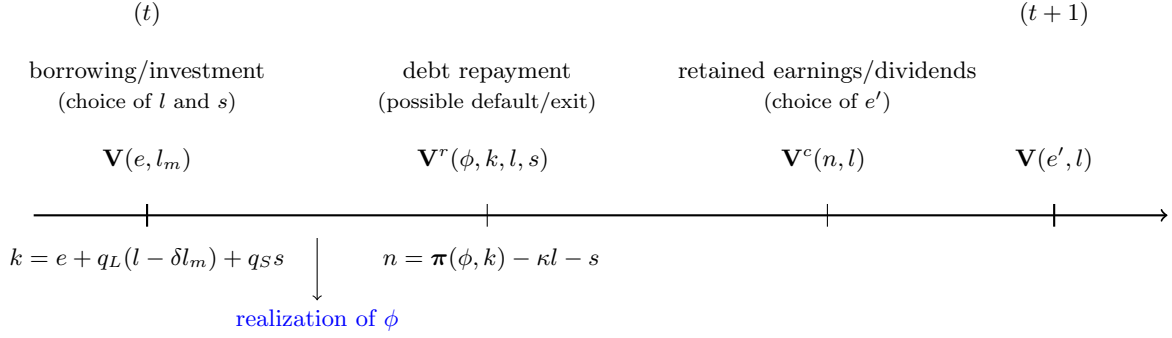 (t) (t + 1)
borrowing/investment debt repayment retained earnings/dividends
(choice of l and s) (possible default/exit) (choice of e′)
V(e, l_m) V^r(ϕ, k, l, s) V^c(n, l) V(e′, l)
k = e + q_L(l − δl_m) + q_S s n = π(ϕ, k) − κl − s
realization of ϕ